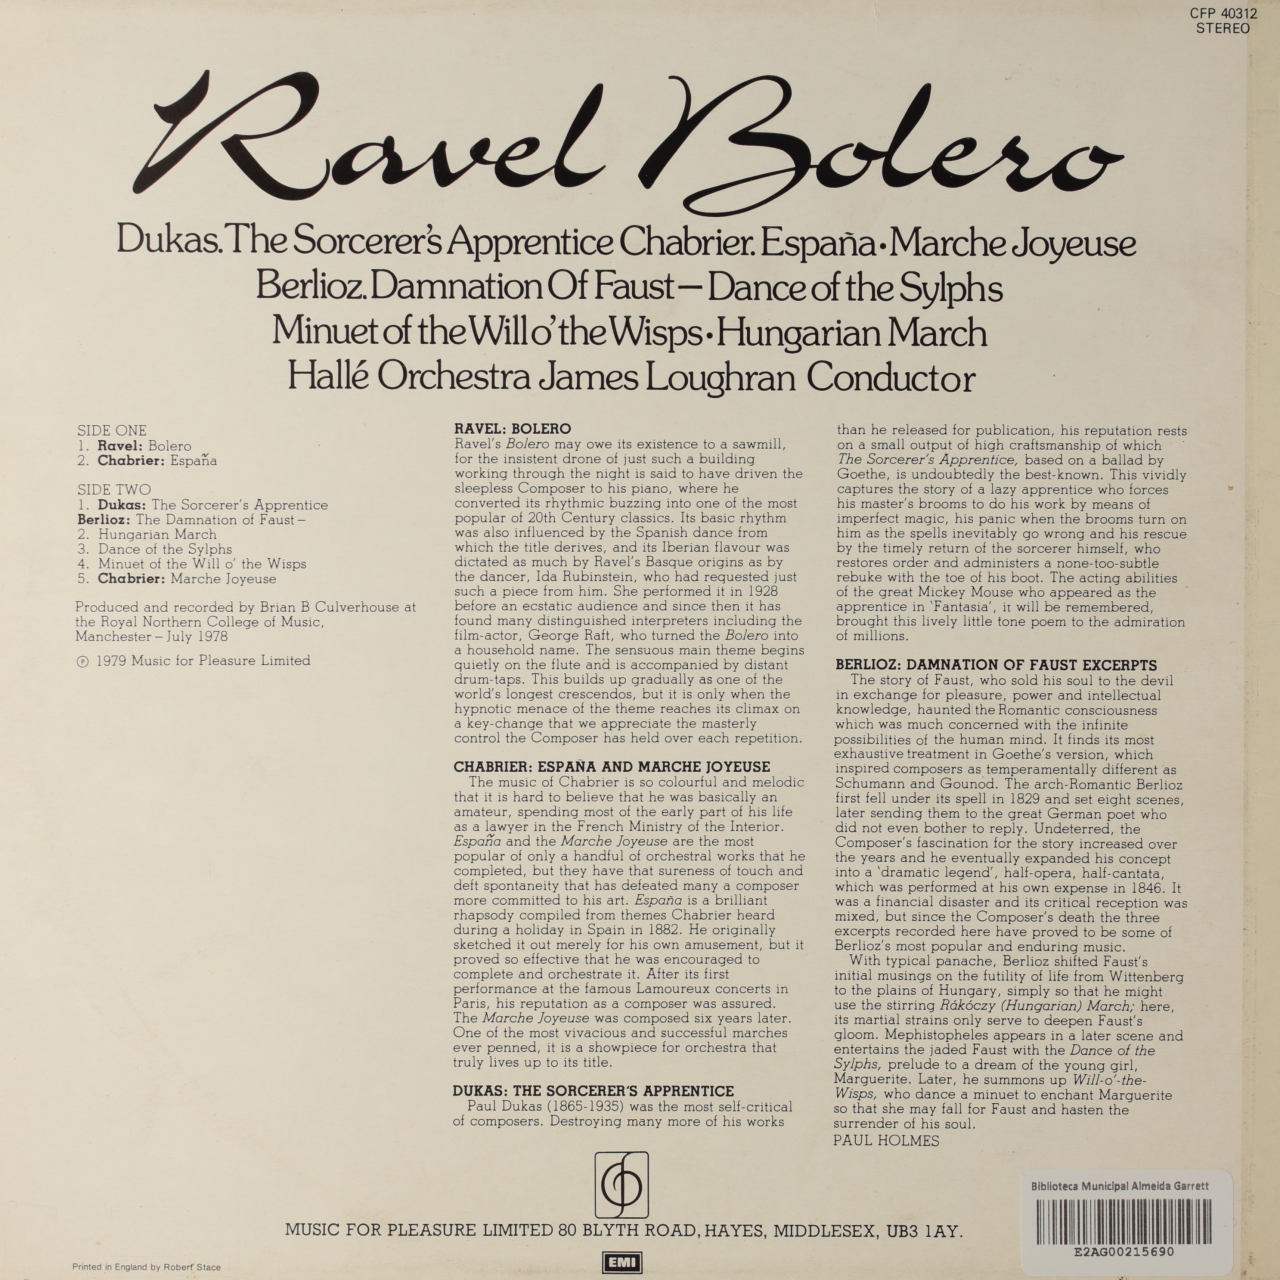 CFP 40312
STEREO
Ravel Bolero
Dukas.The Sorcerer's Apprentice Chabrier.España•Marche Joyeuse
Berlioz.Damnation Of Faust—Dance of the Sylphs
Minuet of the Will o' the Wisps•Hungarian March
Hallé Orchestra James Loughran Conductor
SIDE ONE
1. Ravel: Bolero
2. Chabrier: España
SIDE TWO
1. Dukas: The Sorcerer's Apprentice
Berlioz: The Damnation of Faust–
2. Hungarian March
3. Dance of the Sylphs
4. Minuet of the Will o' the Wisps
5. Chabrier: Marche Joyeuse
Produced and recorded by Brian B Culverhouse at
the Royal Northern College of Music,
Manchester–July 1978
℗ 1979 Music for Pleasure Limited
RAVEL: BOLERO
Ravel's Bolero may owe its existence to a sawmill,
for the insistent drone of just such a building
working through the night is said to have driven the
sleepless Composer to his piano, where he
converted its rhythmic buzzing into one of the most
popular of 20th Century classics. Its basic rhythm
was also influenced by the Spanish dance from
which the title derives, and its Iberian flavour was
dictated as much by Ravel's Basque origins as by
the dancer, Ida Rubinstein, who had requested just
such a piece from him. She performed it in 1928
before an ecstatic audience and since then it has
found many distinguished interpreters including the
film-actor, George Raft, who turned the Bolero into
a household name. The sensuous main theme begins
quietly on the flute and is accompanied by distant
drum-taps. This builds up gradually as one of the
world's longest crescendos, but it is only when the
hypnotic menace of the theme reaches its climax on
a key-change that we appreciate the masterly
control the Composer has held over each repetition.
CHABRIER: ESPAÑA AND MARCHE JOYEUSE
The music of Chabrier is so colourful and melodic
that it is hard to believe that he was basically an
amateur, spending most of the early part of his life
as a lawyer in the French Ministry of the Interior.
España and the Marche Joyeuse are the most
popular of only a handful of orchestral works that he
completed, but they have that sureness of touch and
deft spontaneity that has defeated many a composer
more committed to his art. España is a brilliant
rhapsody compiled from themes Chabrier heard
during a holiday in Spain in 1882. He originally
sketched it out merely for his own amusement, but it
proved so effective that he was encouraged to
complete and orchestrate it. After its first
performance at the famous Lamoureux concerts in
Paris, his reputation as a composer was assured.
The Marche Joyeuse was composed six years later.
One of the most vivacious and successful marches
ever penned, it is a showpiece for orchestra that
truly lives up to its title.
DUKAS: THE SORCERER'S APPRENTICE
Paul Dukas (1865-1935) was the most self-critical
of composers. Destroying many more of his works
than he released for publication, his reputation rests
on a small output of high craftsmanship of which
The Sorcerer's Apprentice, based on a ballad by
Goethe, is undoubtedly the best-known. This vividly
captures the story of a lazy apprentice who forces
his master's brooms to do his work by means of
imperfect magic, his panic when the brooms turn on
him as the spells inevitably go wrong and his rescue
by the timely return of the sorcerer himself, who
restores order and administers a none-too-subtle
rebuke with the toe of his boot. The acting abilities
of the great Mickey Mouse who appeared as the
apprentice in 'Fantasia', it will be remembered,
brought this lively little tone poem to the admiration
of millions.
BERLIOZ: DAMNATION OF FAUST EXCERPTS
The story of Faust, who sold his soul to the devil
in exchange for pleasure, power and intellectual
knowledge, haunted the Romantic consciousness
which was much concerned with the infinite
possibilities of the human mind. It finds its most
exhaustive treatment in Goethe's version, which
inspired composers as temperamentally different as
Schumann and Gounod. The arch-Romantic Berlioz
first fell under its spell in 1829 and set eight scenes,
later sending them to the great German poet who
did not even bother to reply. Undeterred, the
Composer's fascination for the story increased over
the years and he eventually expanded his concept
into a 'dramatic legend', half-opera, half-cantata,
which was performed at his own expense in 1846. It
was a financial disaster and its critical reception was
mixed, but since the Composer's death the three
excerpts recorded here have proved to be some of
Berlioz's most popular and enduring music.
With typical panache, Berlioz shifted Faust's
initial musings on the futility of life from Wittenberg
to the plains of Hungary, simply so that he might
use the stirring Rákóczy (Hungarian) March; here,
its martial strains only serve to deepen Faust's
gloom. Mephistopheles appears in a later scene and
entertains the jaded Faust with the Dance of the
Sylphs, prelude to a dream of the young girl,
Marguerite. Later, he summons up Will-o'-the-
Wisps, who dance a minuet to enchant Marguerite
so that she may fall for Faust and hasten the
surrender of his soul.
PAUL HOLMES
MUSIC FOR PLEASURE LIMITED 80 BLYTH ROAD, HAYES, MIDDLESEX, UB3 1AY.
EMI
Printed in England by Robert Stace
Biblioteca Municipal Almeida Garrett
E2AG00215690